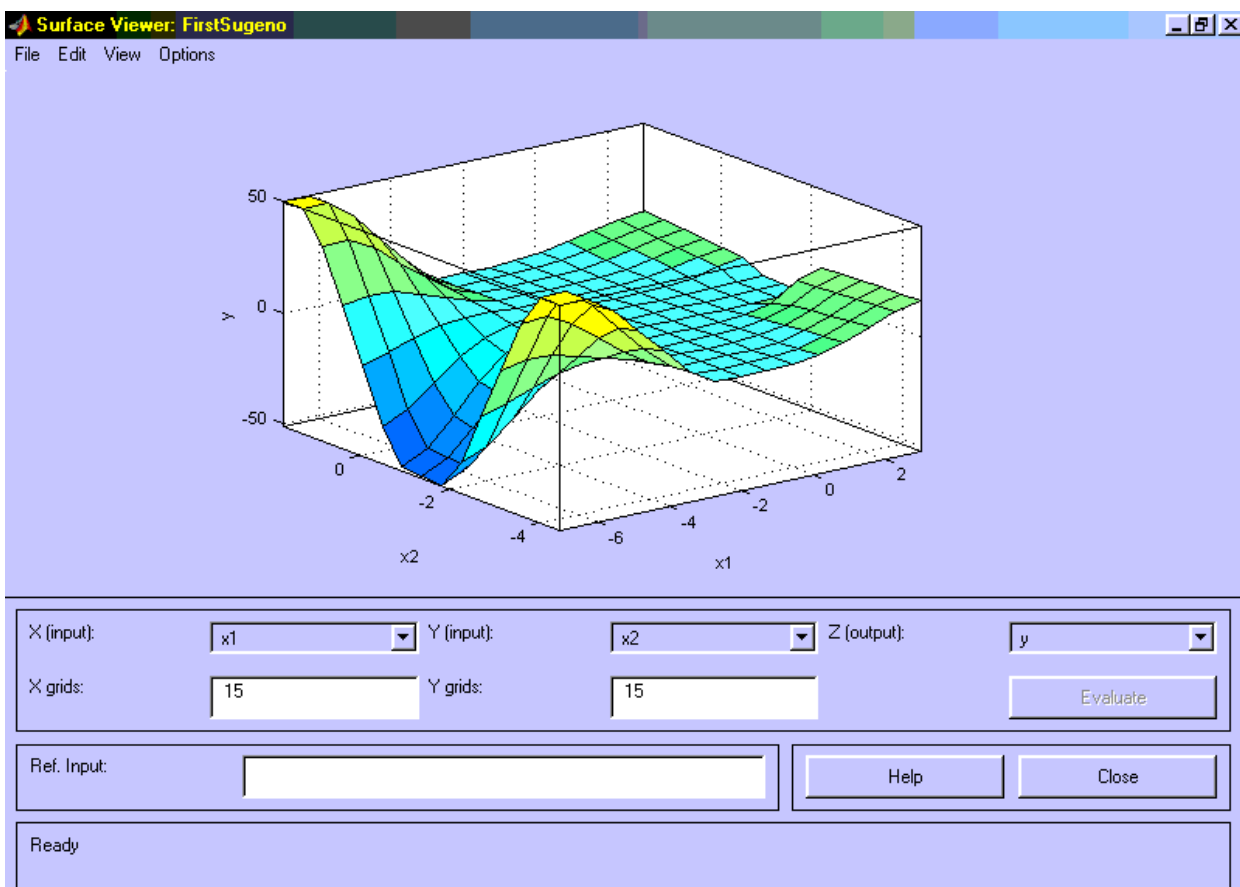 Surface Viewer: FirstSugeno
File Edit View Options
50
0
-50
y
0
-2
-4
x2
-6
-4
-2
0
2
x1
X (input): x1 Y (input): x2 Z (output): y
X grids: 15 Y grids: 15 Evaluate
Ref. Input: Help Close
Ready